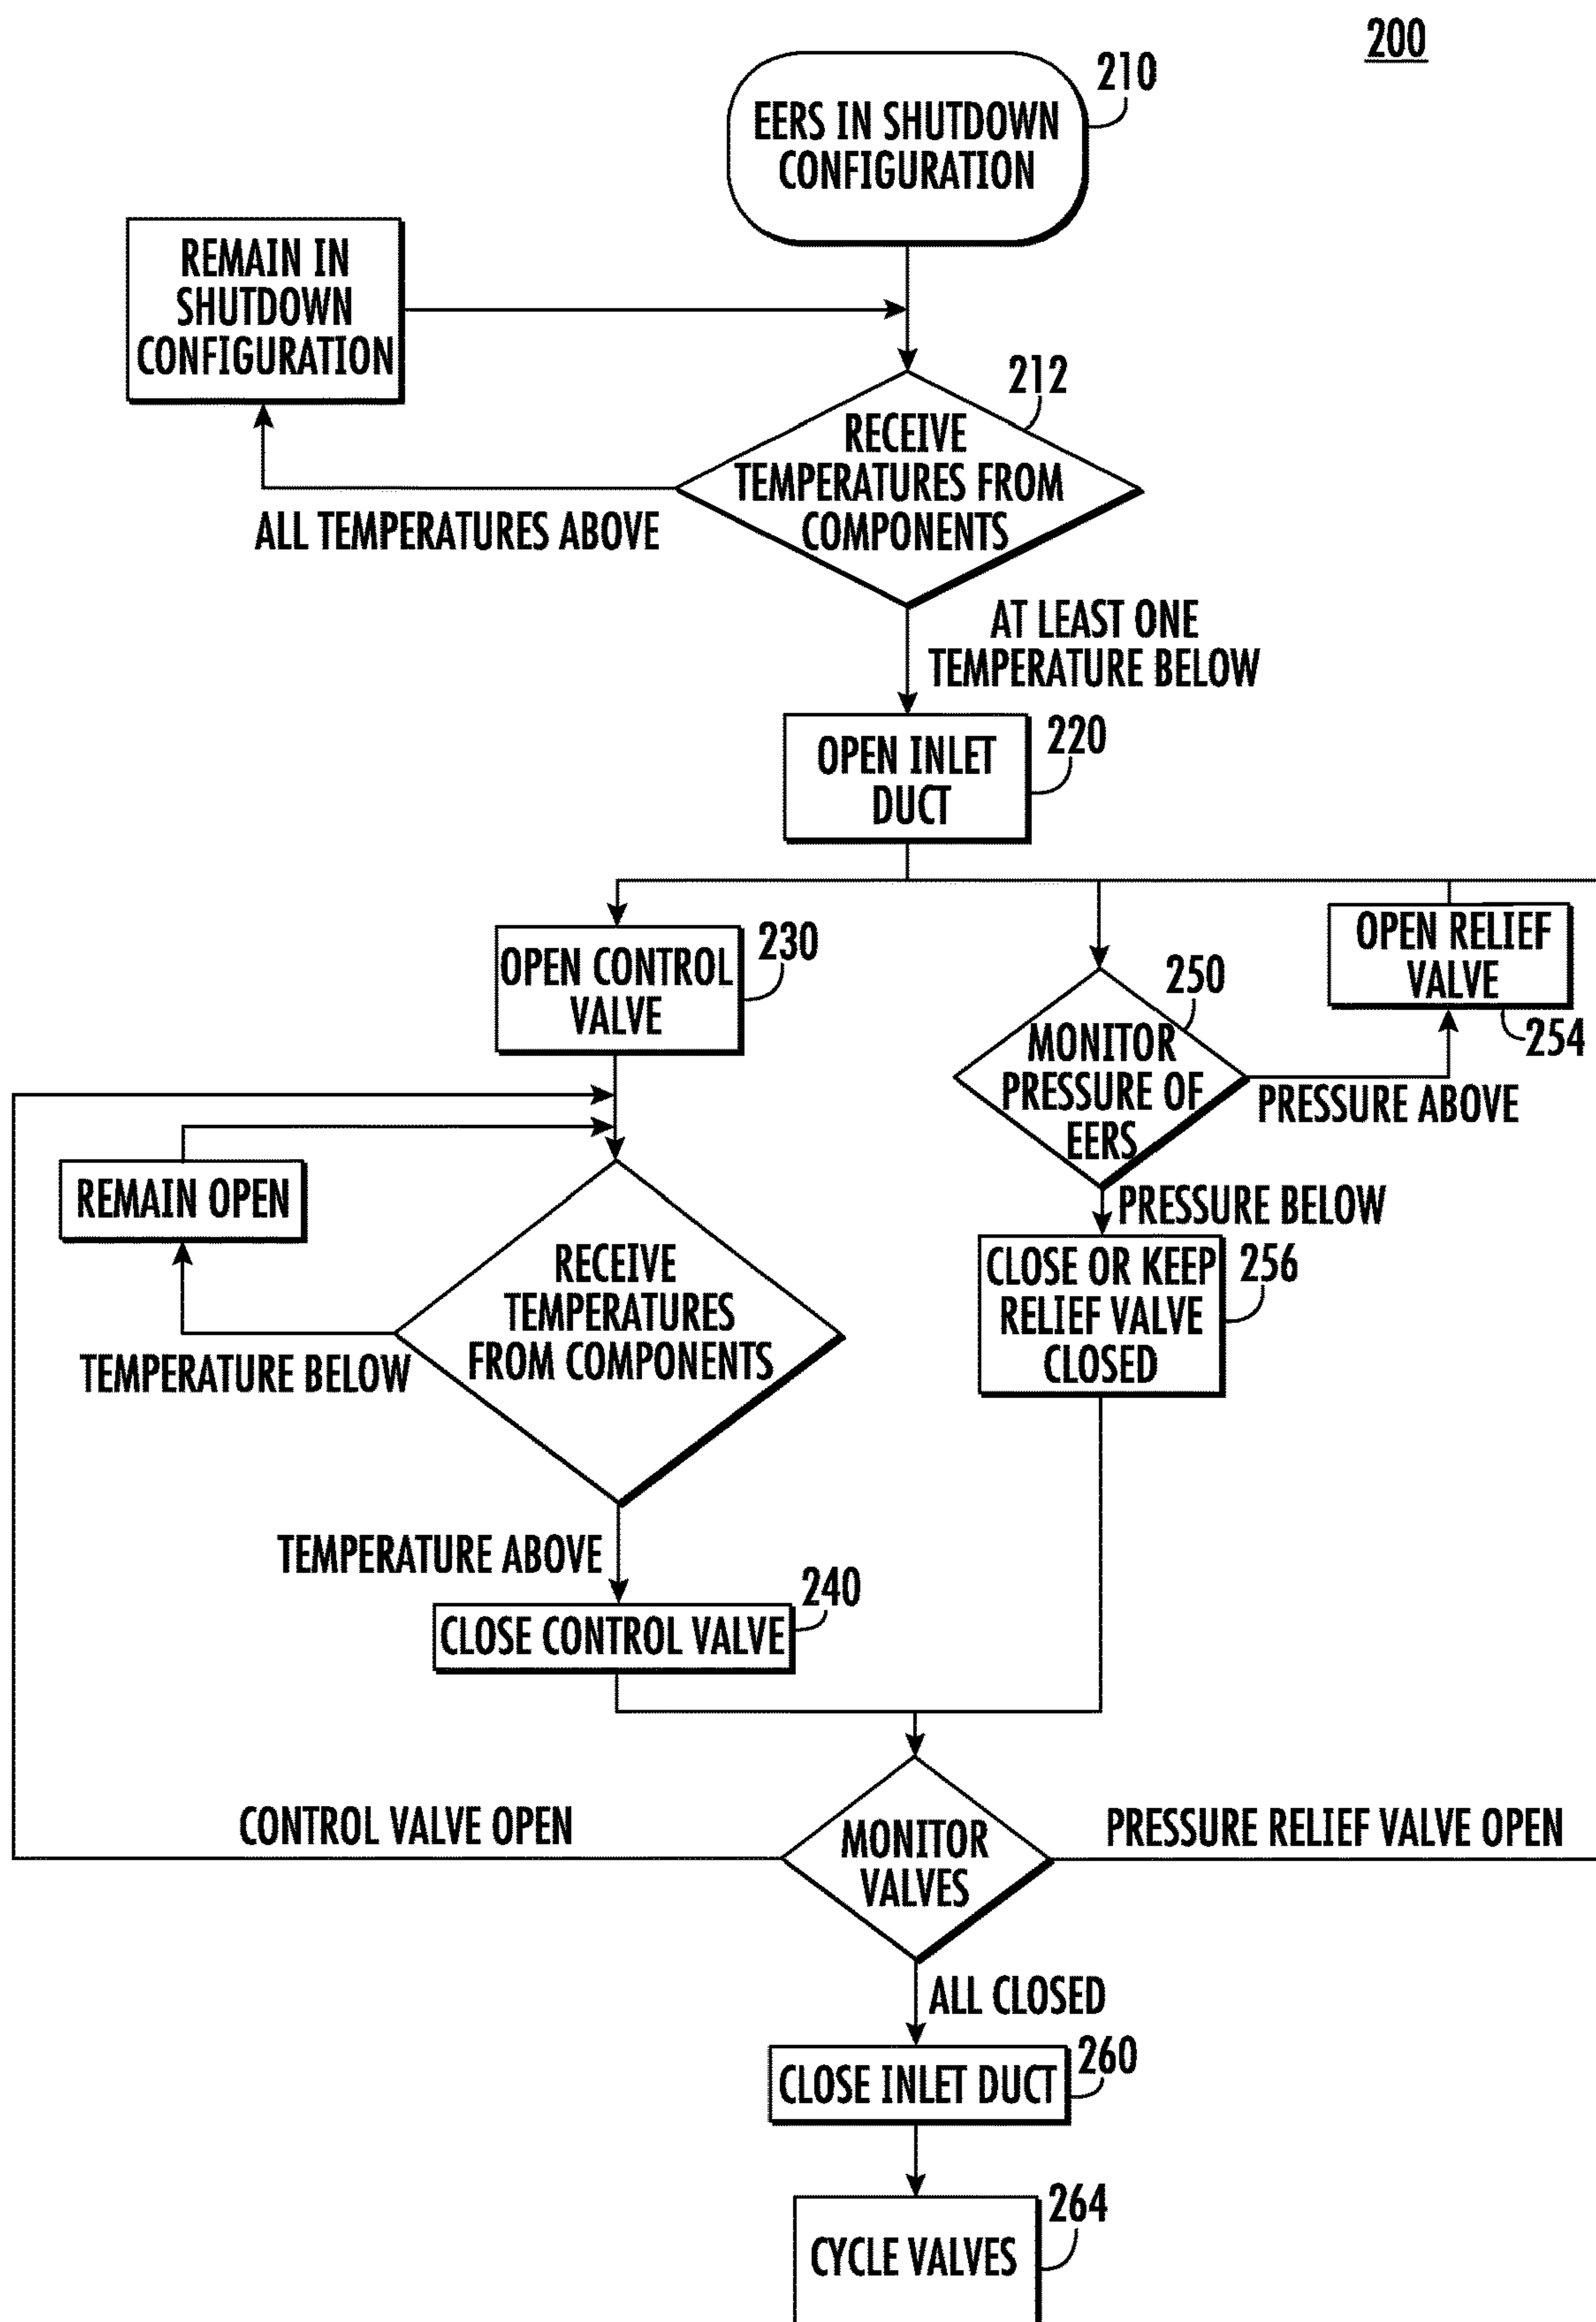 200
210
EERS IN SHUTDOWN
CONFIGURATION
REMAIN IN
SHUTDOWN
CONFIGURATION
212
RECEIVE
TEMPERATURES FROM
COMPONENTS
ALL TEMPERATURES ABOVE
AT LEAST ONE
TEMPERATURE BELOW
220
OPEN INLET
DUCT
230
OPEN CONTROL
VALVE
OPEN RELIEF
VALVE
254
250
MONITOR
PRESSURE OF
EERS
PRESSURE ABOVE
PRESSURE BELOW
REMAIN OPEN
RECEIVE
TEMPERATURES
FROM COMPONENTS
TEMPERATURE BELOW
256
CLOSE OR KEEP
RELIEF VALVE
CLOSED
TEMPERATURE ABOVE
240
CLOSE CONTROL VALVE
CONTROL VALVE OPEN
MONITOR
VALVES
PRESSURE RELIEF VALVE OPEN
ALL CLOSED
260
CLOSE INLET DUCT
264
CYCLE VALVES